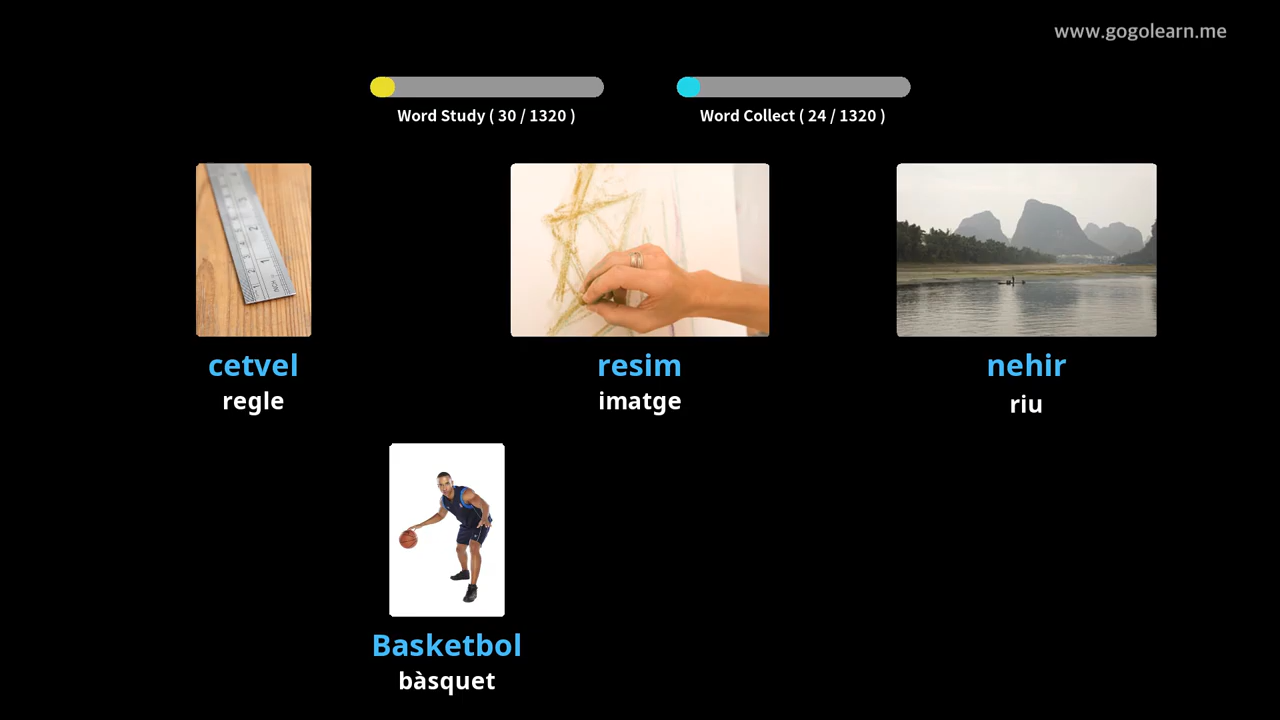 www.gogolearn.me
Word Study ( 30 / 1320 )
Word Collect ( 24 / 1320 )
cetvel
regle
resim
imatge
nehir
riu
Basketbol
bàsquet